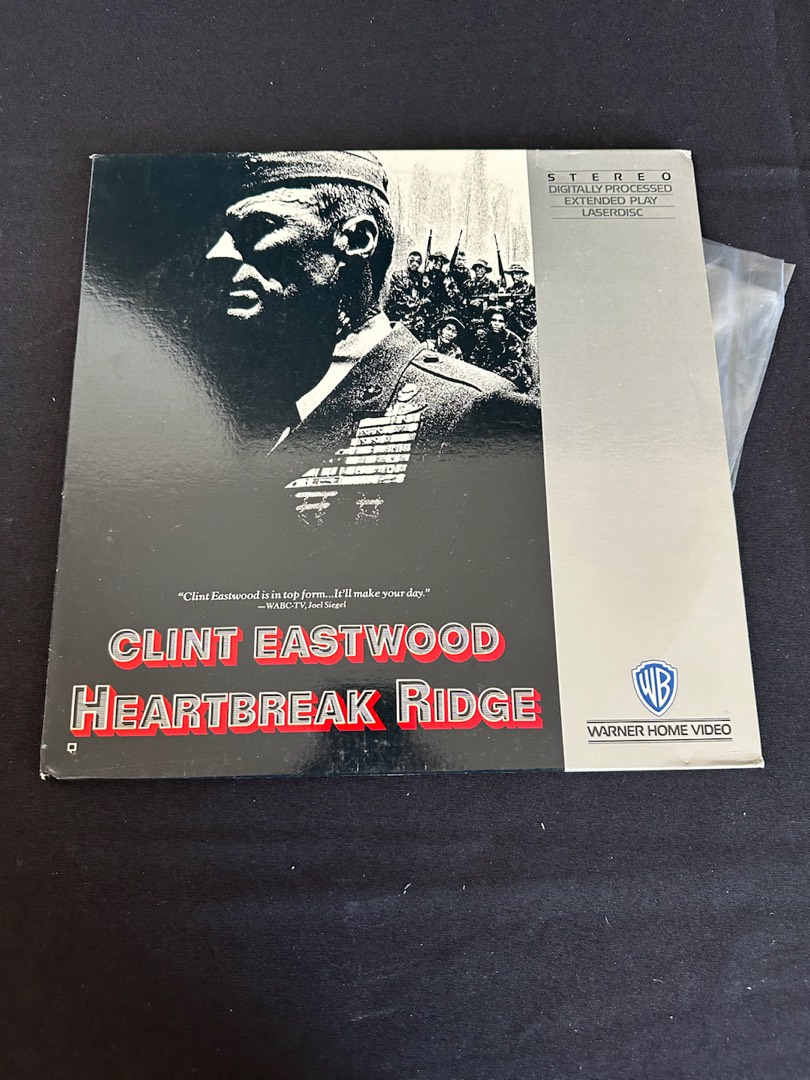 STEREO
DIGITALLY PROCESSED
EXTENDED PLAY
LASERDISC
“Clint Eastwood is in top form...It’ll make your day.”
—WABC-TV, Joel Siegel
CLINT EASTWOOD
HEARTBREAK RIDGE
WB
WARNER HOME VIDEO